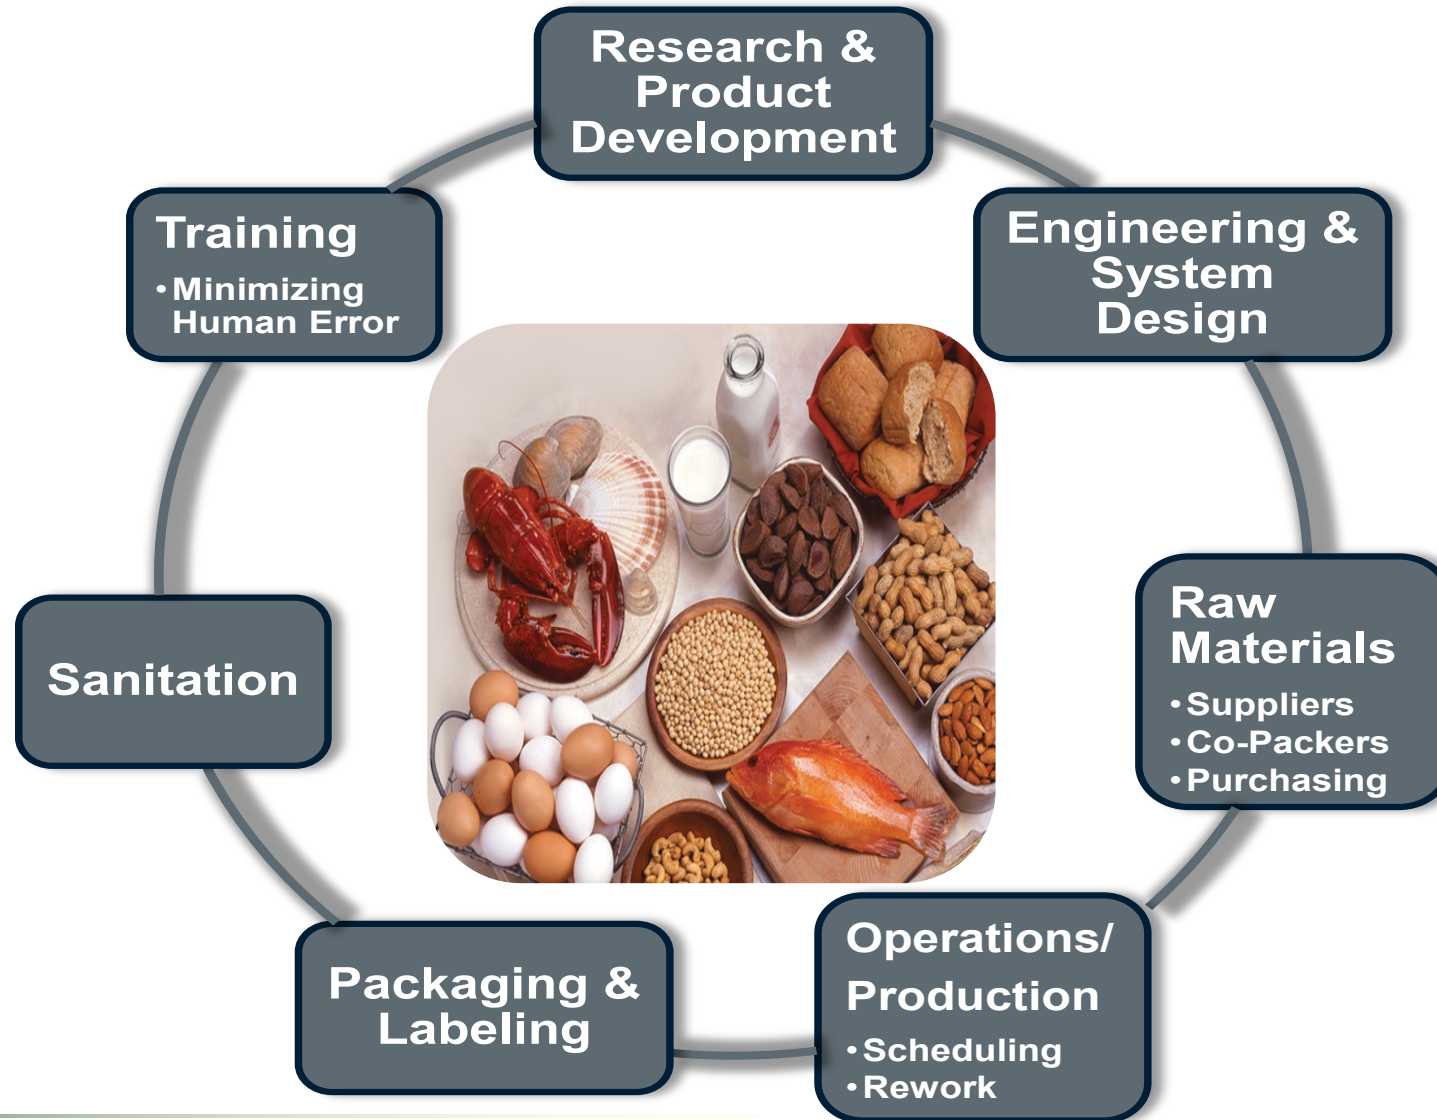 Research &
Product
Development
Engineering &
System
Design
Raw
Materials
• Suppliers
• Co-Packers
• Purchasing
Operations/
Production
• Scheduling
• Rework
Packaging &
Labeling
Sanitation
Training
• Minimizing
Human Error